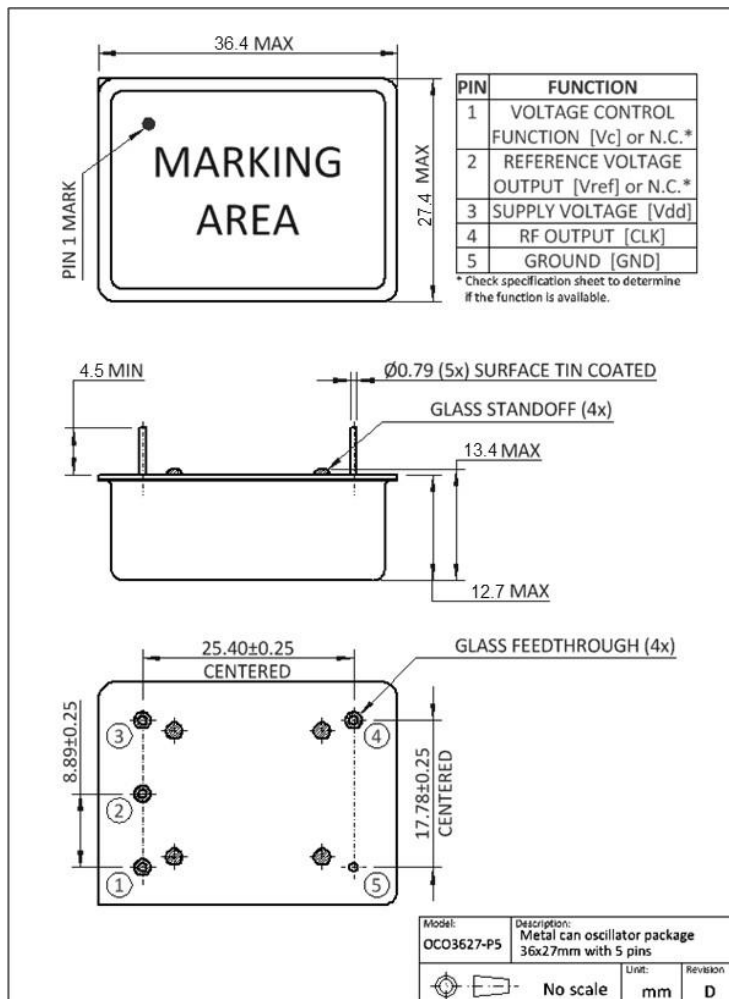 36.4 MAX
PIN 1 MARK
MARKING
AREA
27.4 MAX
PIN FUNCTION
1 VOLTAGE CONTROL
FUNCTION [Vc] or N.C.*
2 REFERENCE VOLTAGE
OUTPUT [Vref] or N.C.*
3 SUPPLY VOLTAGE [Vdd]
4 RF OUTPUT [CLK]
5 GROUND [GND]
* Check specification sheet to determine
if the function is available.
4.5 MIN
Ø0.79 (5x) SURFACE TIN COATED
GLASS STANDOFF (4x)
13.4 MAX
12.7 MAX
25.40±0.25
CENTERED
GLASS FEEDTHROUGH (4x)
8.89±0.25
3
4
2
1
5
17.78±0.25
CENTERED
Model:
OCO3627-P5
Description:
Metal can oscillator package
36x27mm with 5 pins
No scale
Unit:
mm
Revision
D